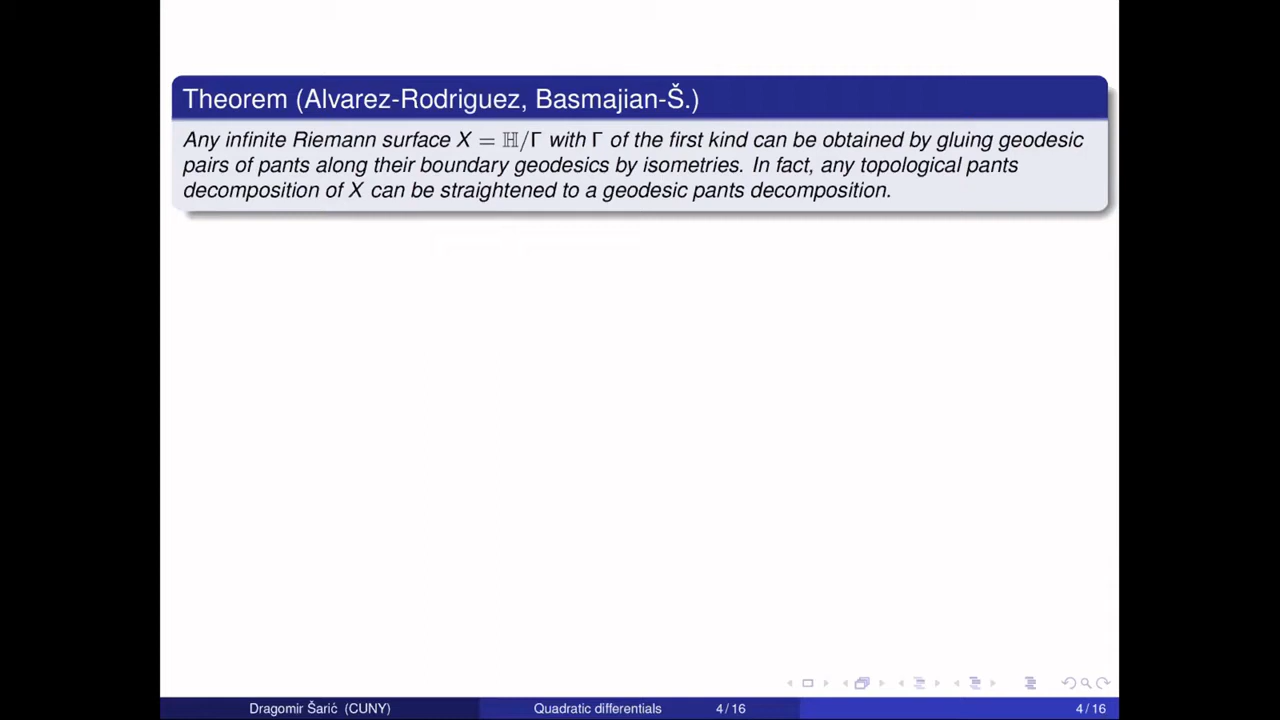 Theorem (Alvarez-Rodriguez, Basmajian-Š.)
Any infinite Riemann surface X = ℍ/Γ with Γ of the first kind can be obtained by gluing geodesic
pairs of pants along their boundary geodesics by isometries. In fact, any topological pants
decomposition of X can be straightened to a geodesic pants decomposition.
Dragomir Šarić (CUNY) Quadratic differentials 4/16 4/16